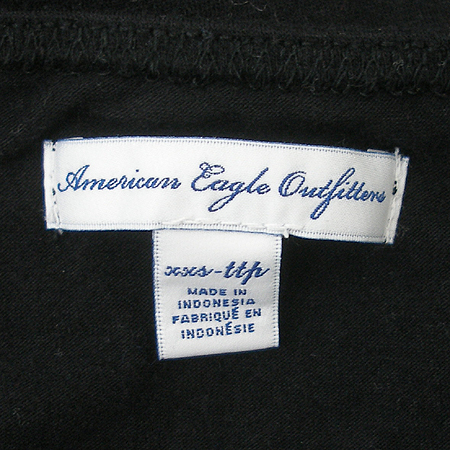 American Eagle Outfitters
xxs-ttp
MADE IN
INDONESIA
FABRIQUÉ EN
INDONÉSIE